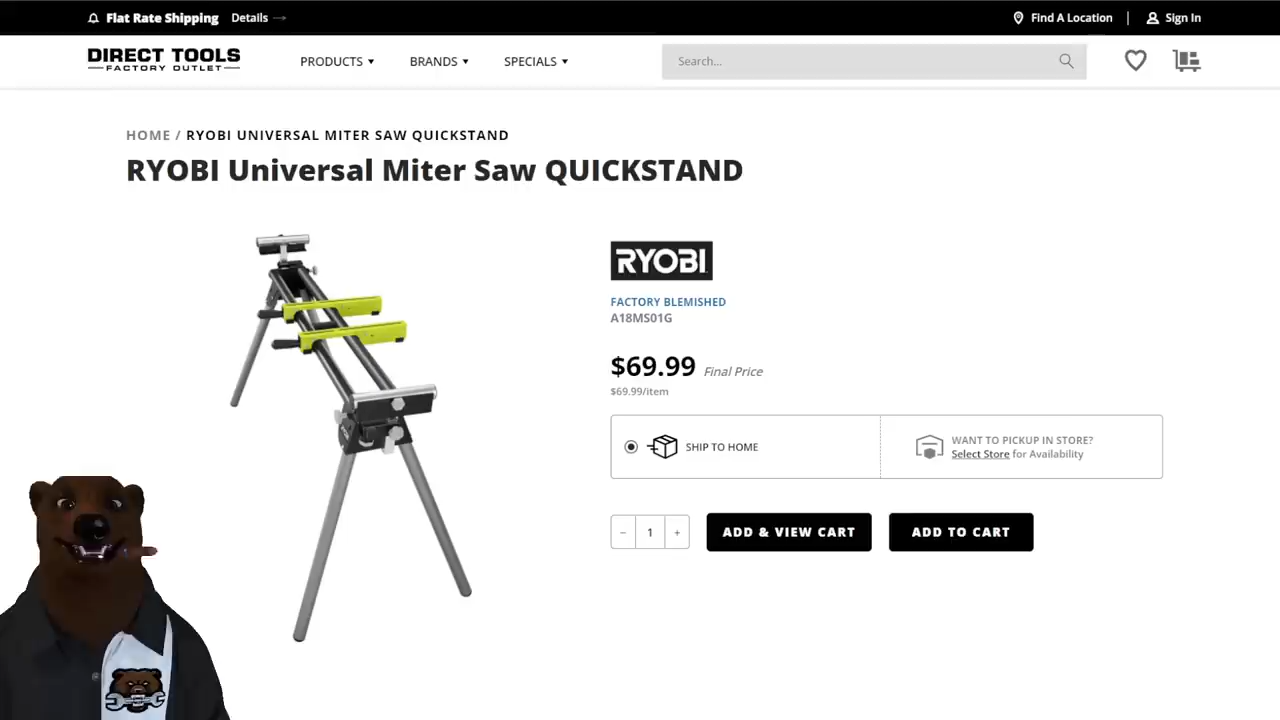 Flat Rate Shipping Details → Find A Location | Sign In
DIRECT TOOLS
FACTORY OUTLET
PRODUCTS ▾ BRANDS ▾ SPECIALS ▾ Search...
HOME / RYOBI UNIVERSAL MITER SAW QUICKSTAND
RYOBI Universal Miter Saw QUICKSTAND
RYOBI
FACTORY BLEMISHED
A18MS01G
$69.99 Final Price
$69.99/item
SHIP TO HOME
WANT TO PICKUP IN STORE?
Select Store for Availability
− 1 + ADD & VIEW CART ADD TO CART